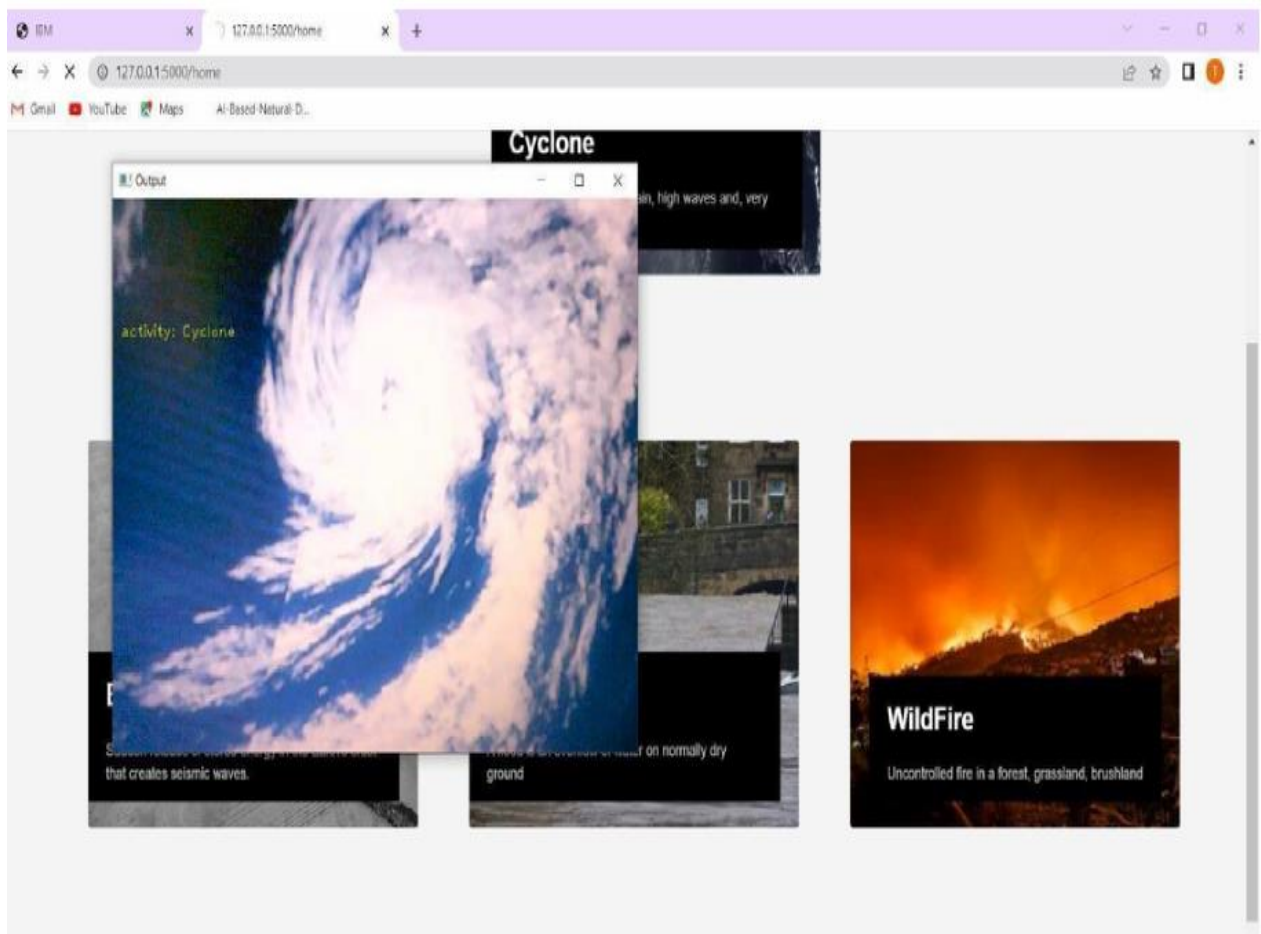 IBM
127.0.0.1:5000/home
127.0.0.1:5000/home
Gmail YouTube Maps AI-Based-Natural-D...
Cyclone
Output
ain, high waves and, very
activity: Cyclone
E
that creates seismic waves.
on normally dry
ground
WildFire
Uncontrolled fire in a forest, grassland, brushland